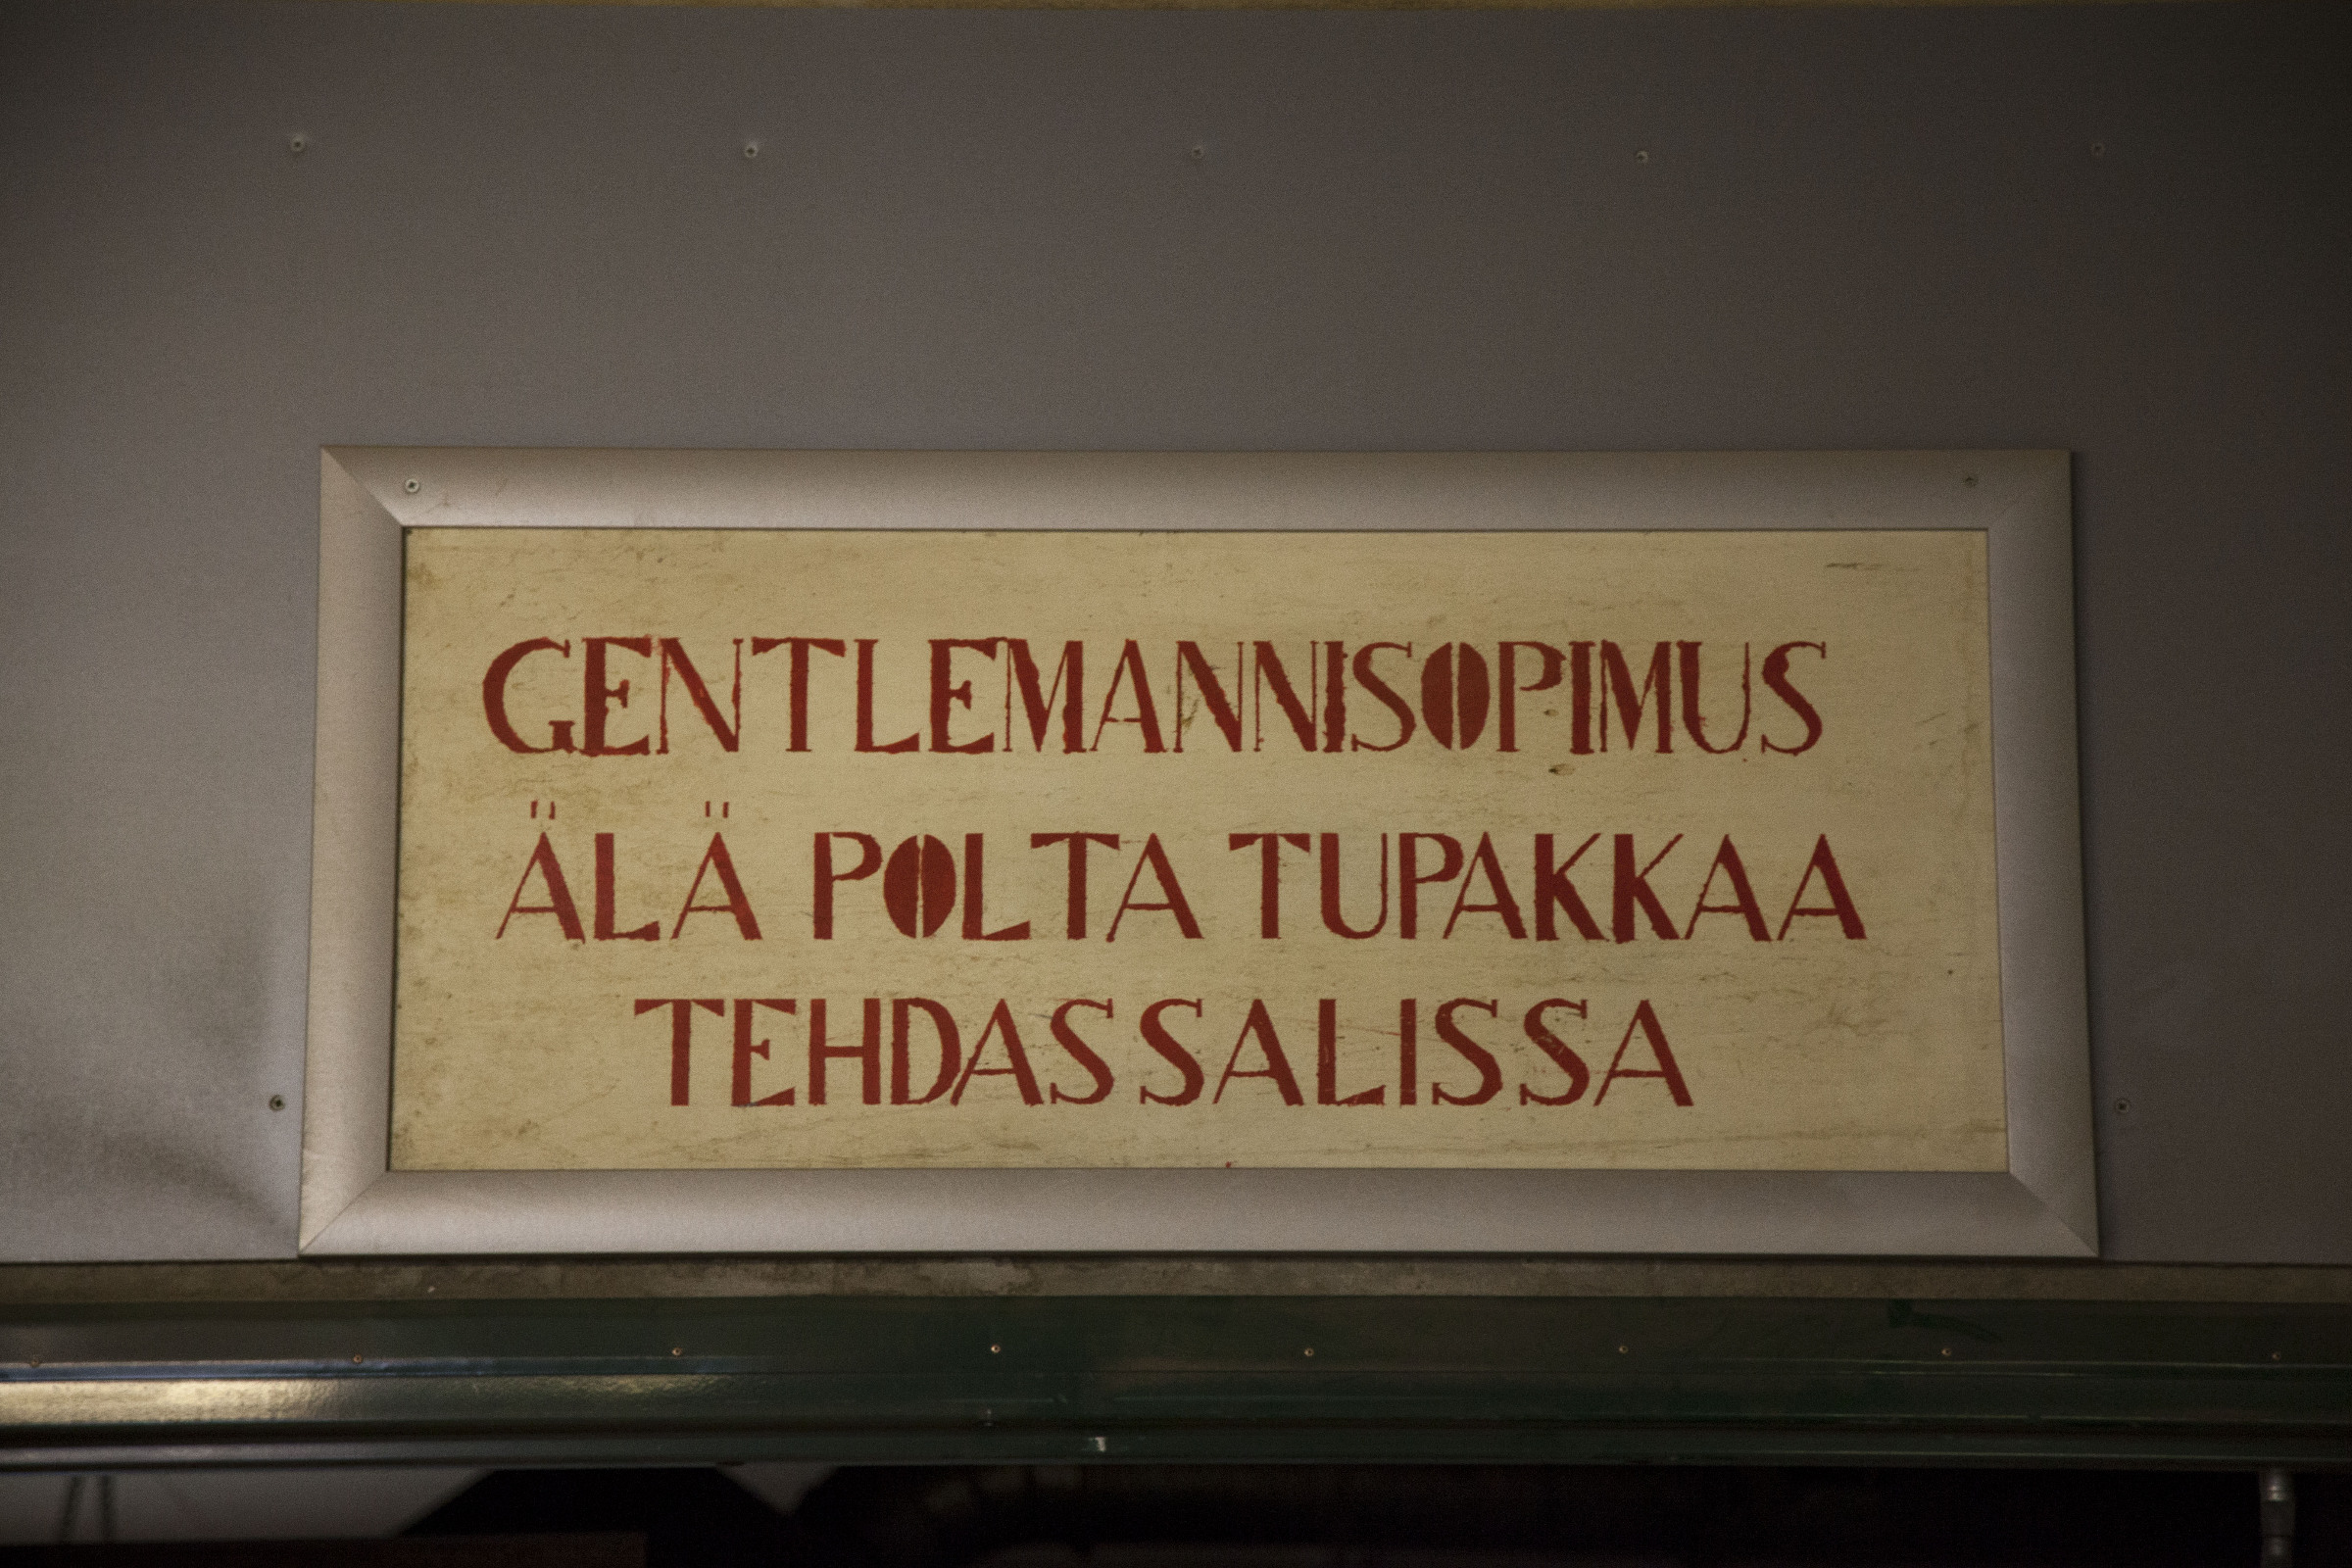 GENTLEMANNISOPIMUS
ÄLÄ POLTA TUPAKKAA
TEHDASSALISSA